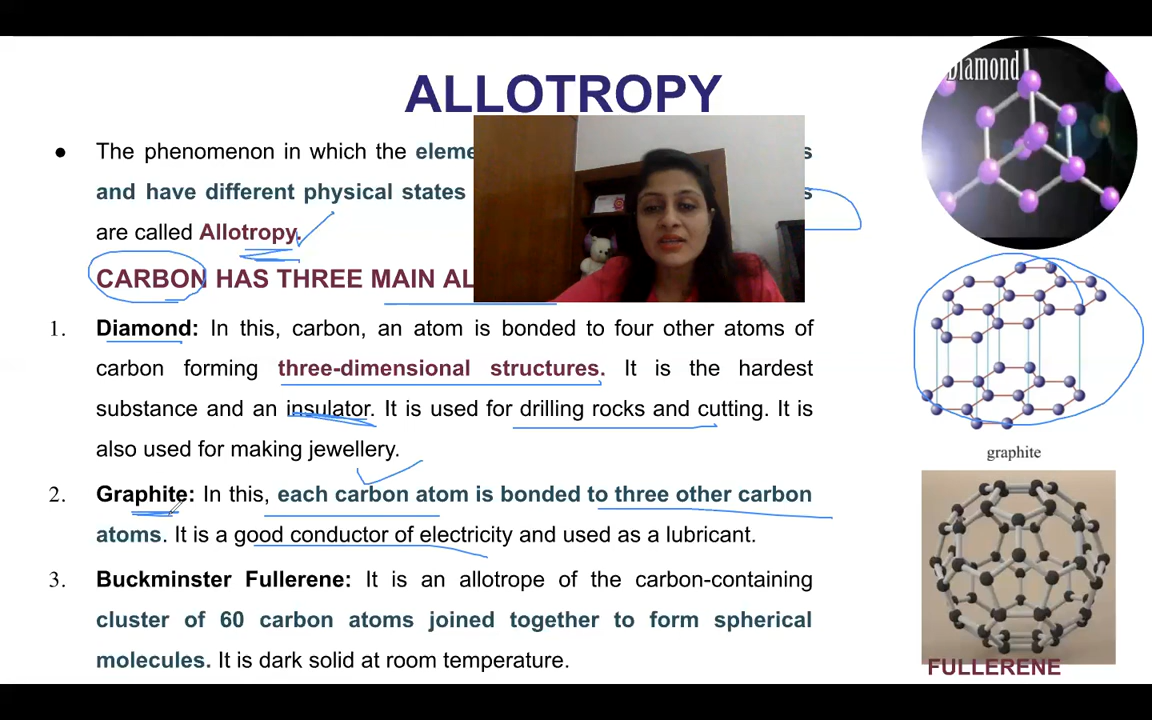 ALLOTROPY
● The phenomenon in which the
and have different physical states
are called Allotropy.
CARBON HAS THREE MAIN
1. Diamond: In this, carbon, an atom is bonded to four other atoms of
carbon forming three-dimensional structures. It is the hardest
substance and an insulator. It is used for drilling rocks and cutting. It is
also used for making jewellery.
2. Graphite: In this, each carbon atom is bonded to three other carbon
atoms. It is a good conductor of electricity and used as a lubricant.
3. Buckminster Fullerene: It is an allotrope of the carbon-containing
cluster of 60 carbon atoms joined together to form spherical
molecules. It is dark solid at room temperature.
Diamond
graphite
FULLERENE